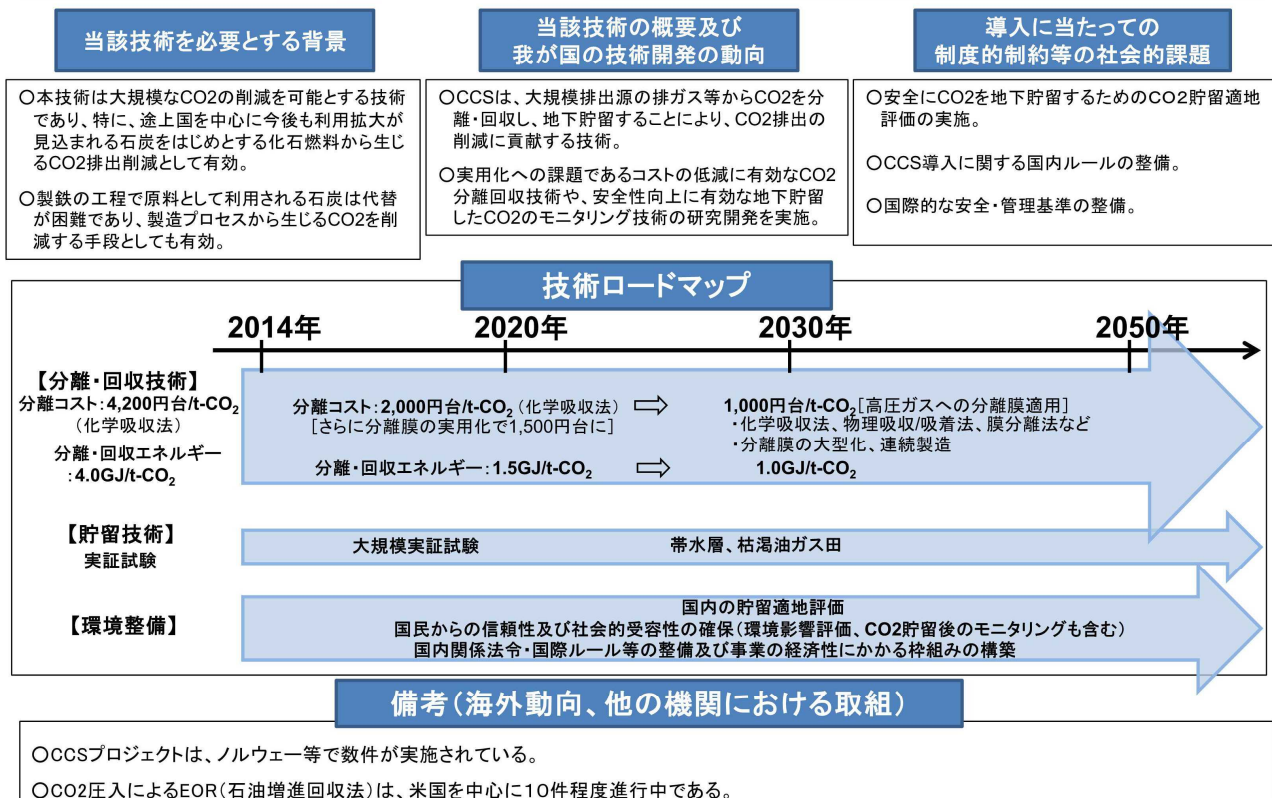 当該技術を必要とする背景
〇本技術は大規模なCO2の削減を可能とする技術
であり、特に、途上国を中心に今後も利用拡大が
見込まれる石炭をはじめとする化石燃料から生じ
るCO2排出削減として有効。
〇製鉄の工程で原料として利用される石炭は代替
が困難であり、製造プロセスから生じるCO2を削
減する手段としても有効。
当該技術の概要及び
我が国の技術開発の動向
〇CCSは、大規模排出源の排ガス等からCO2を分
離・回収し、地下貯留することにより、CO2排出の
削減に貢献する技術。
〇実用化への課題であるコストの低減に有効なCO2
分離回収技術や、安全性向上に有効な地下貯留
したCO2のモニタリング技術の研究開発を実施。
導入に当たっての
制度的制約等の社会的課題
〇安全にCO2を地下貯留するためのCO2貯留適地
評価の実施。
〇CCS導入に関する国内ルールの整備。
〇国際的な安全・管理基準の整備。
技術ロードマップ
2014年 2020年 2030年 2050年
【分離・回収技術】
分離コスト:4,200円台/t-CO2
(化学吸収法)
分離・回収エネルギー
:4.0GJ/t-CO2
分離コスト:2,000円台/t-CO2(化学吸収法) ⇨
[さらに分離膜の実用化で1,500円台に]
分離・回収エネルギー:1.5GJ/t-CO2 ⇨
1,000円台/t-CO2[高圧ガスへの分離膜適用]
・化学吸収法、物理吸収/吸着法、膜分離法など
・分離膜の大型化、連続製造
1.0GJ/t-CO2
【貯留技術】
実証試験
大規模実証試験 帯水層、枯渇油ガス田
【環境整備】
国内の貯留適地評価
国民からの信頼性及び社会的受容性の確保(環境影響評価、CO2貯留後のモニタリングも含む)
国内関係法令・国際ルール等の整備及び事業の経済性にかかる枠組みの構築
備考(海外動向、他の機関における取組)
〇CCSプロジェクトは、ノルウェー等で数件が実施されている。
〇CO2圧入によるEOR(石油増進回収法)は、米国を中心に10件程度進行中である。